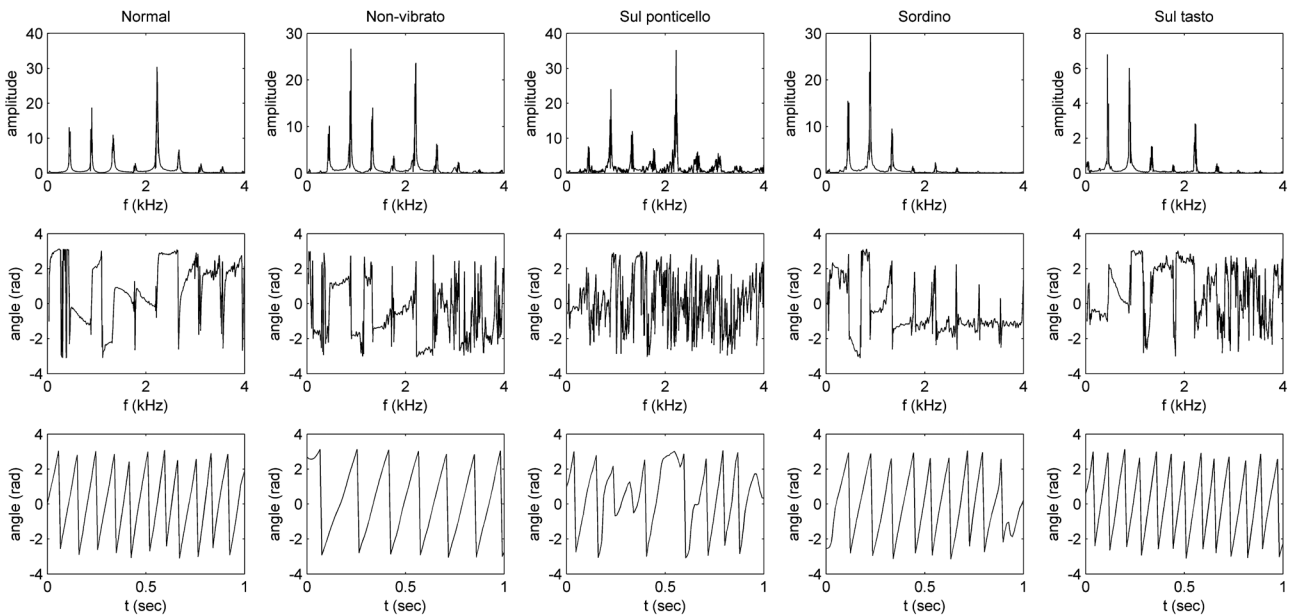 Normal
Non-vibrato
Sul ponticello
Sordino
Sul tasto
40
30
20
10
0
amplitude
0 2 4
f (kHz)
30
20
10
0
amplitude
0 2 4
f (kHz)
40
30
20
10
0
amplitude
0 2 4
f (kHz)
30
20
10
0
amplitude
0 2 4
f (kHz)
8
6
4
2
0
amplitude
0 2 4
f (kHz)
4
2
0
-2
-4
angle (rad)
0 2 4
f (kHz)
4
2
0
-2
-4
angle (rad)
0 2 4
f (kHz)
4
2
0
-2
-4
angle (rad)
0 2 4
f (kHz)
4
2
0
-2
-4
angle (rad)
0 2 4
f (kHz)
4
2
0
-2
-4
angle (rad)
0 2 4
f (kHz)
4
2
0
-2
-4
angle (rad)
0 0.5 1
t (sec)
4
2
0
-2
-4
angle (rad)
0 0.5 1
t (sec)
4
2
0
-2
-4
angle (rad)
0 0.5 1
t (sec)
4
2
0
-2
-4
angle (rad)
0 0.5 1
t (sec)
4
2
0
-2
-4
angle (rad)
0 0.5 1
t (sec)